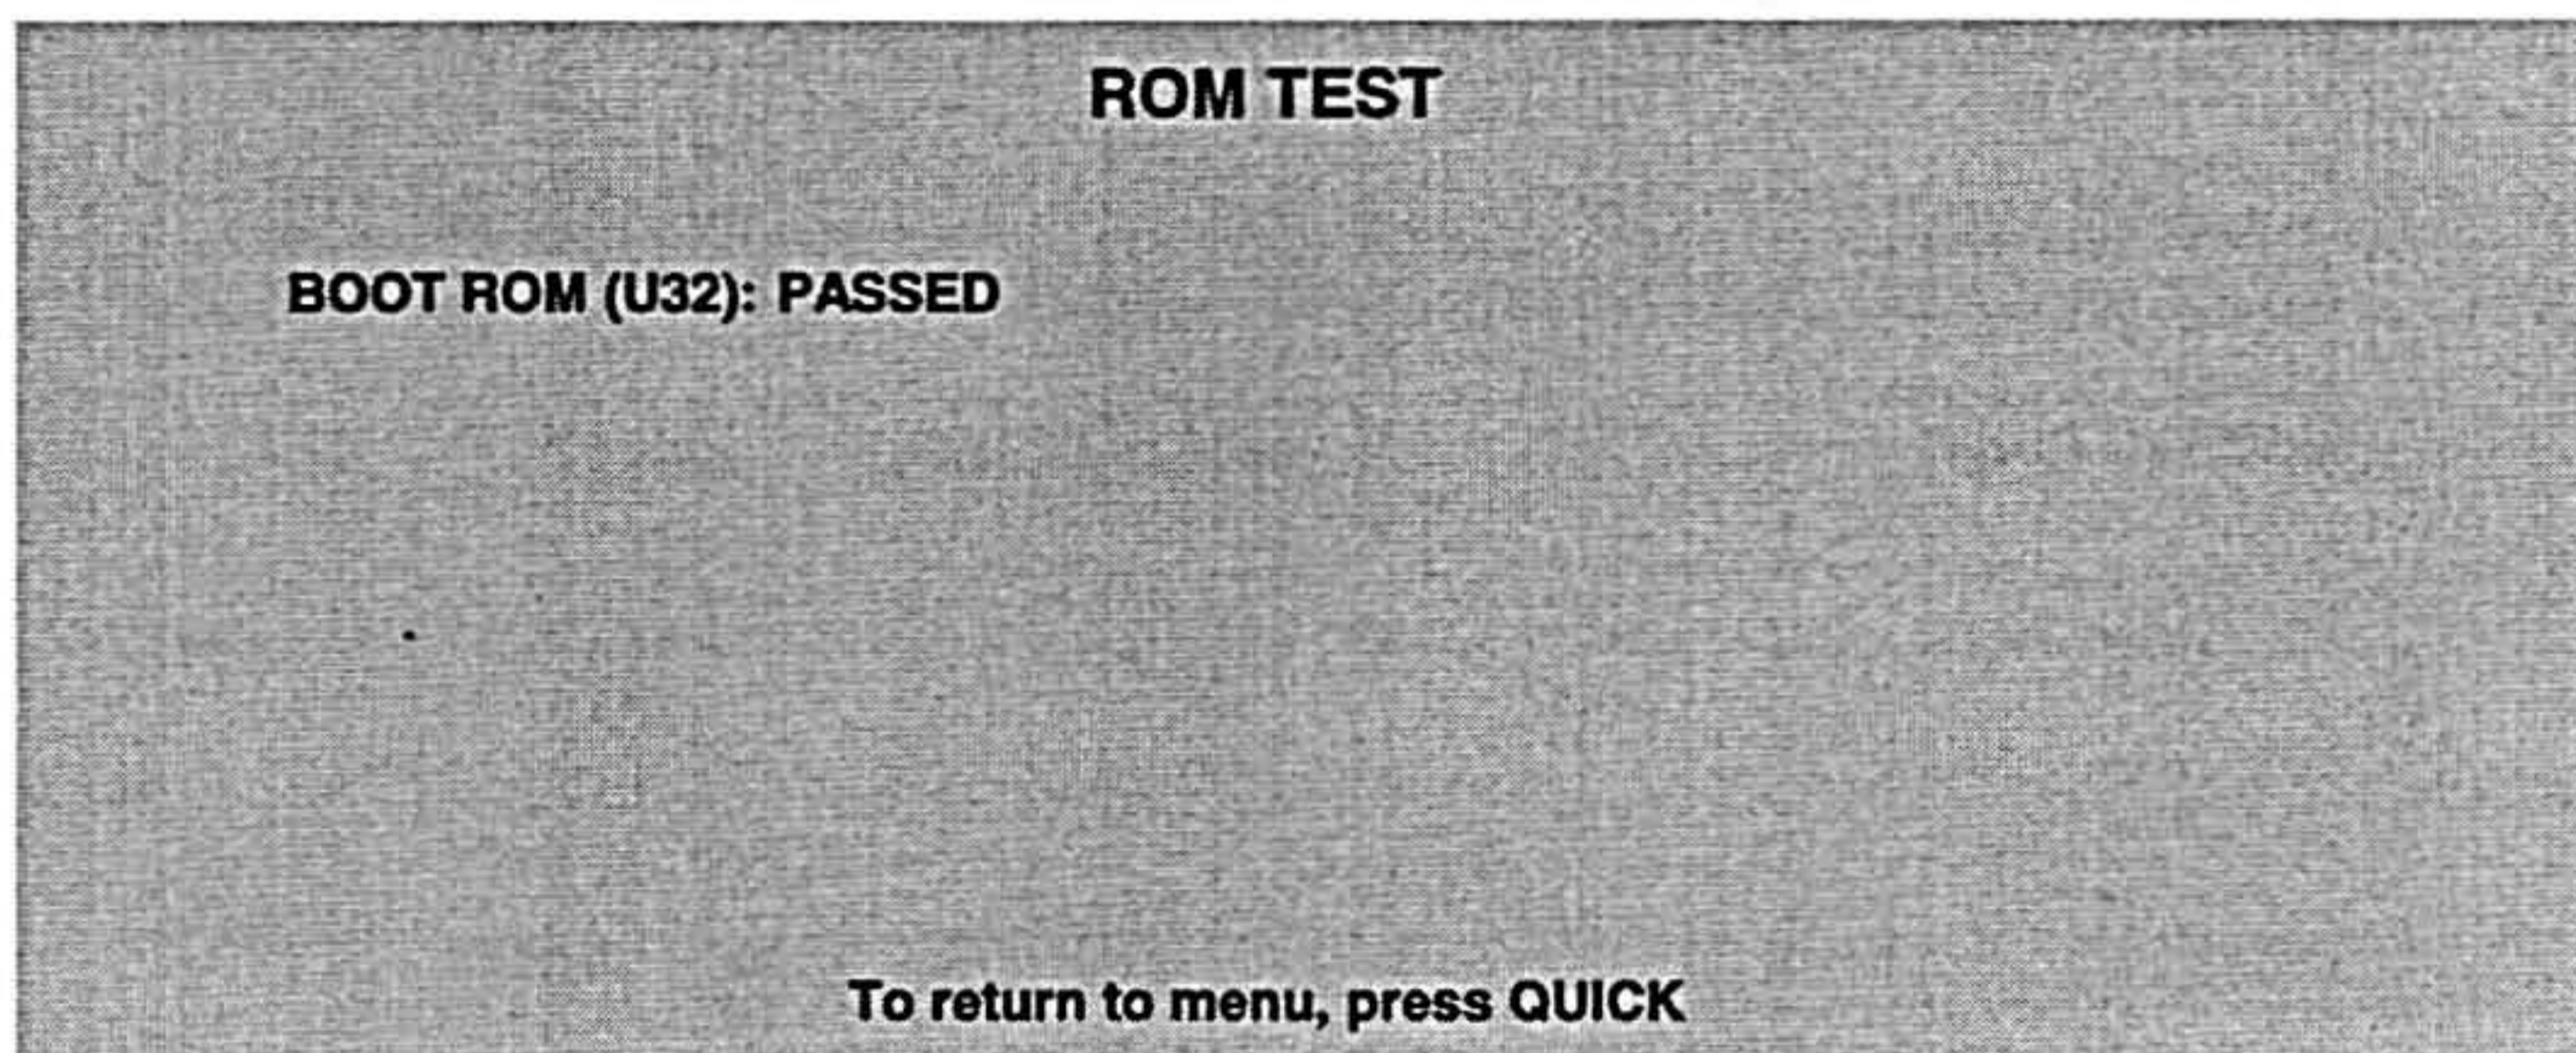 ROM TEST
BOOT ROM (U32): PASSED
To return to menu, press QUICK